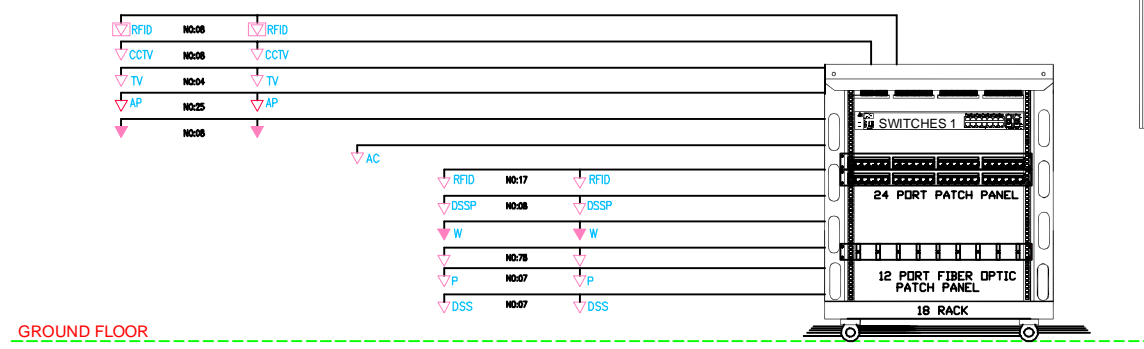 RFID NO:08 RFID
CCTV NO:08 CCTV
TV NO:04 TV
AP NO:25 AP
NO:08
AC
RFID NO:17 RFID
DSSP NO:08 DSSP
W W
NO:78
P NO:07 P
DSS NO:07 DSS
SWITCHES 1
24 PORT PATCH PANEL
12 PORT FIBER OPTIC
PATCH PANEL
18 RACK
GROUND FLOOR